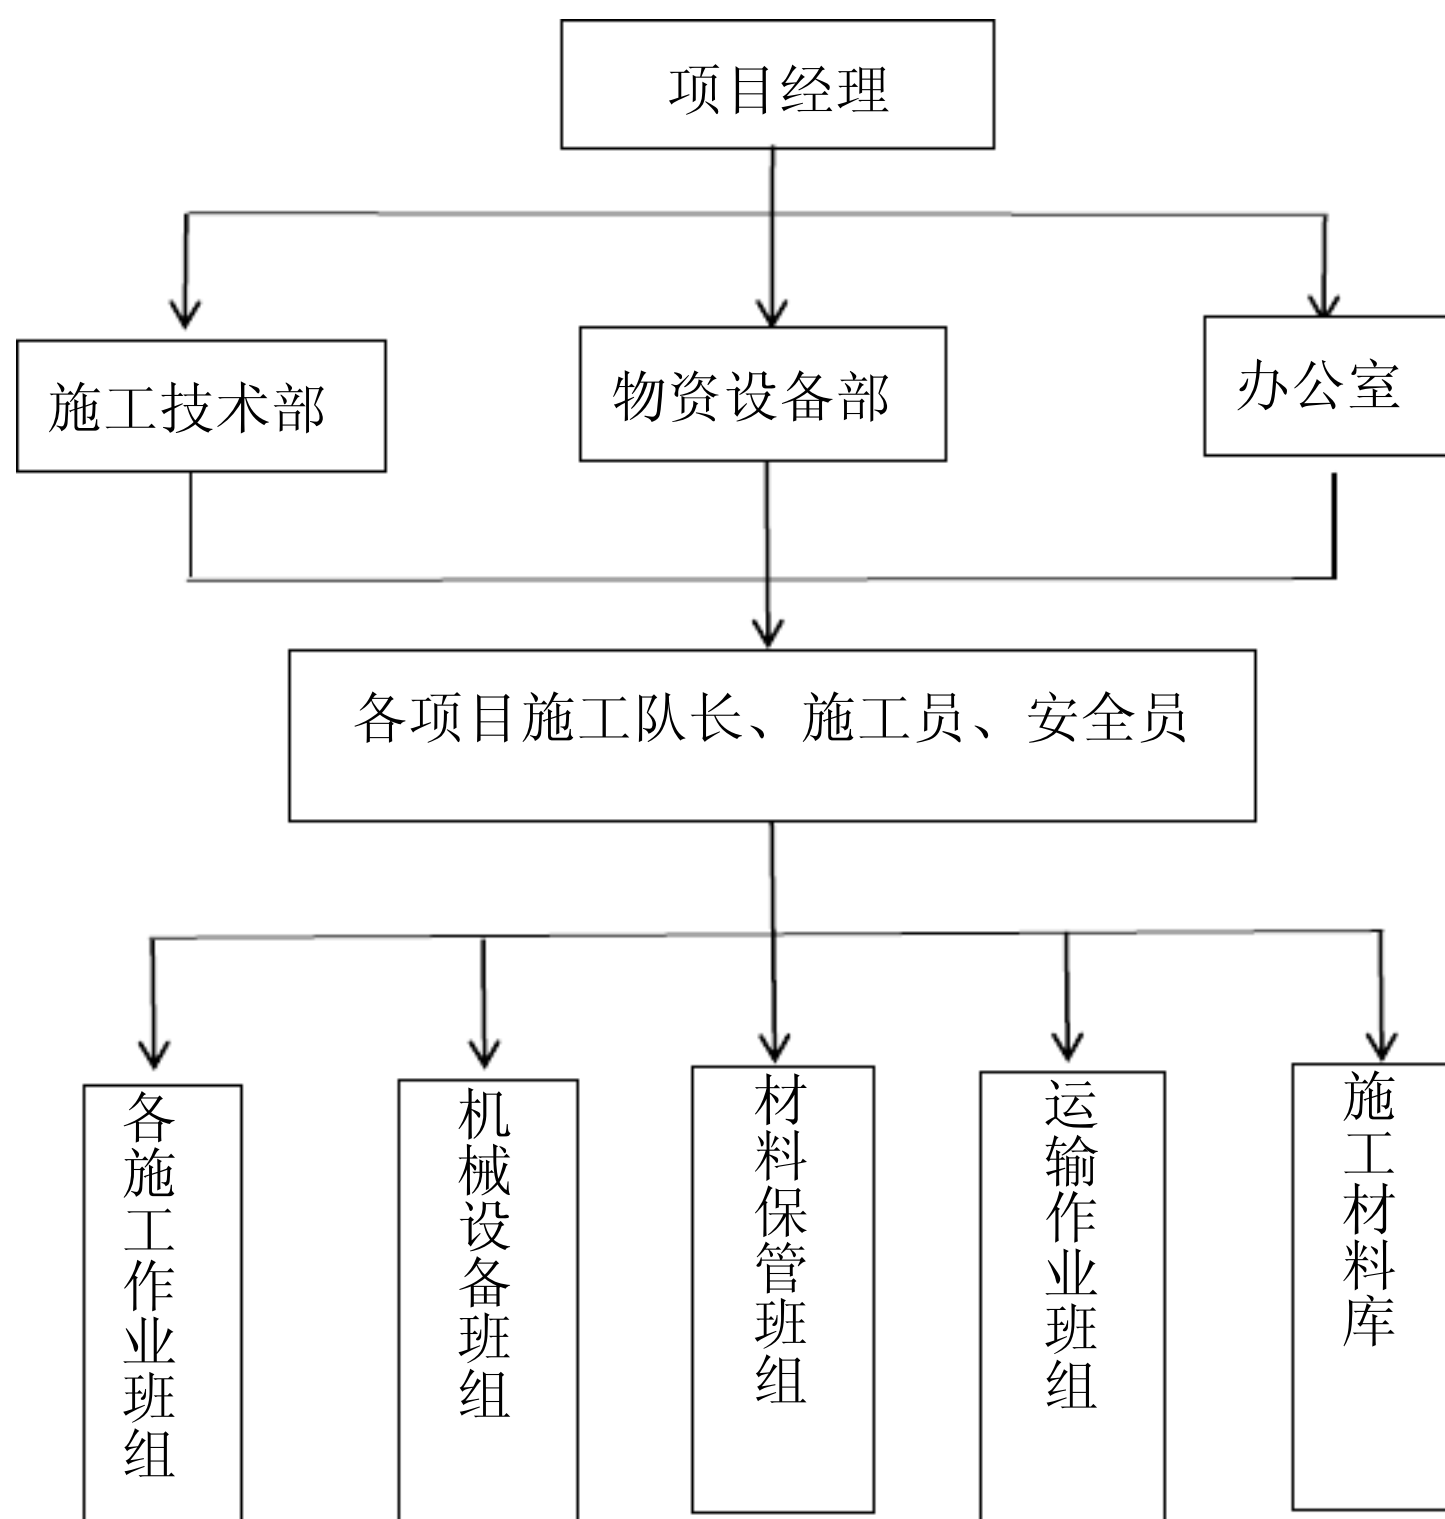 项目经理
施工技术部
物资设备部
办公室
各项目施工队长、施工员、安全员
各施工作业班组
机械设备班组
材料保管班组
运输作业班组
施工材料库